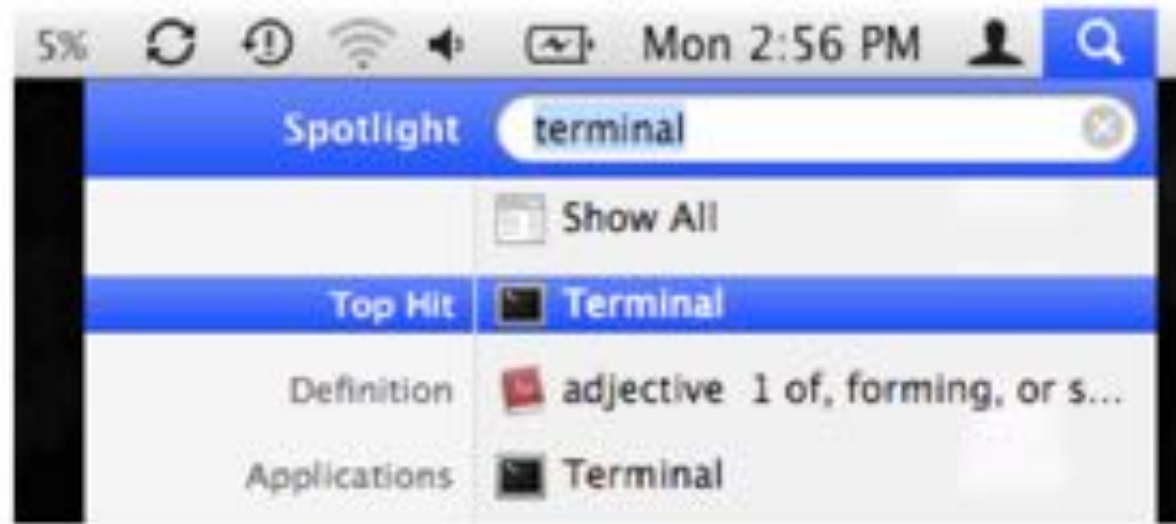 5% Mon 2:56 PM
Spotlight terminal
Show All
Top Hit Terminal
Definition adjective 1 of, forming, or s...
Applications Terminal